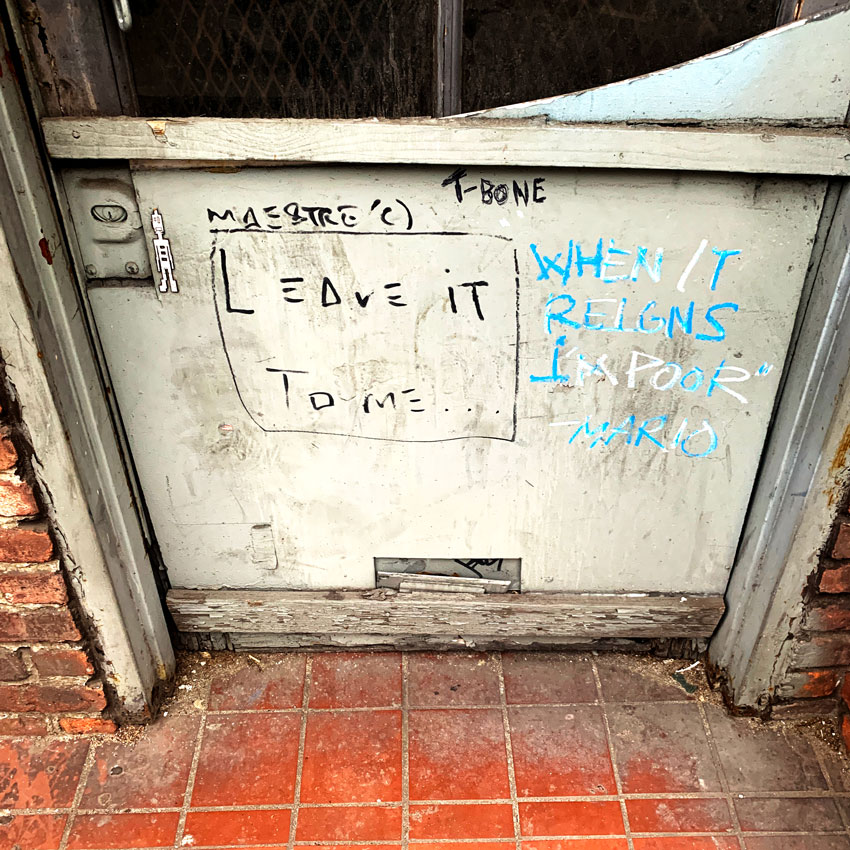 T-BONE
MAESTRE'(C)
LEAVE iT
TO ME....
WHEN IT
REIGNS
I'M POOR"
-MARIO